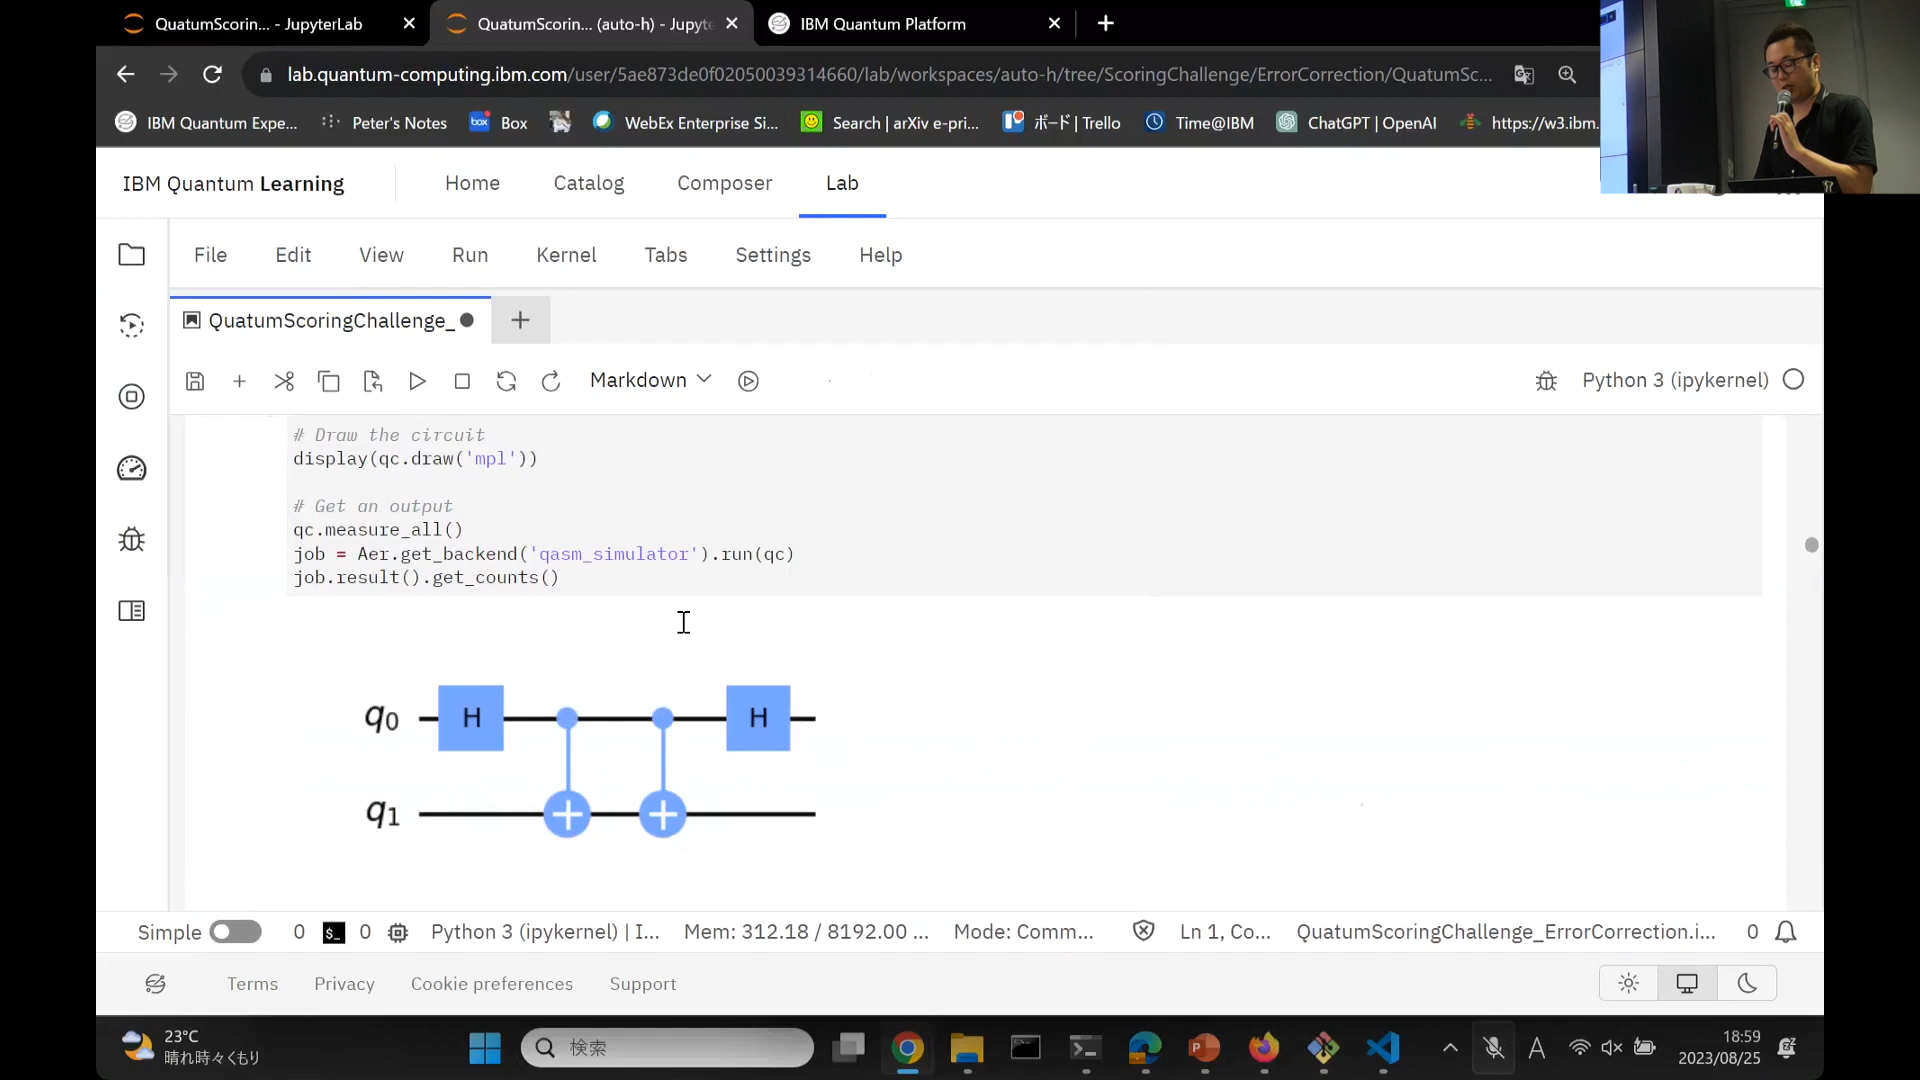 QuatumScorin... - JupyterLab
QuatumScorin... (auto-h) - Jupyte
IBM Quantum Platform
lab.quantum-computing.ibm.com/user/5ae873de0f02050039314660/lab/workspaces/auto-h/tree/ScoringChallenge/ErrorCorrection/QuatumSc...
IBM Quantum Expe...
Peter's Notes
box
Box
WebEx Enterprise Si...
Search | arXiv e-pri...
ボード | Trello
Time@IBM
ChatGPT | OpenAI
https://w3.ibm.
IBM Quantum Learning
Home
Catalog
Composer
Lab
File
Edit
View
Run
Kernel
Tabs
Settings
Help
QuatumScoringChallenge_
Markdown
Python 3 (ipykernel)
# Draw the circuit
display(qc.draw('mpl'))
# Get an output
qc.measure_all()
job = Aer.get_backend('qasm_simulator').run(qc)
job.result().get_counts()
q0
H
H
q1
Simple
0
$_
0
Python 3 (ipykernel) | I...
Mem: 312.18 / 8192.00 ...
Mode: Comm...
Ln 1, Co...
QuatumScoringChallenge_ErrorCorrection.i...
0
Terms
Privacy
Cookie preferences
Support
23°C
晴れ時々くもり
検索
A
18:59
2023/08/25